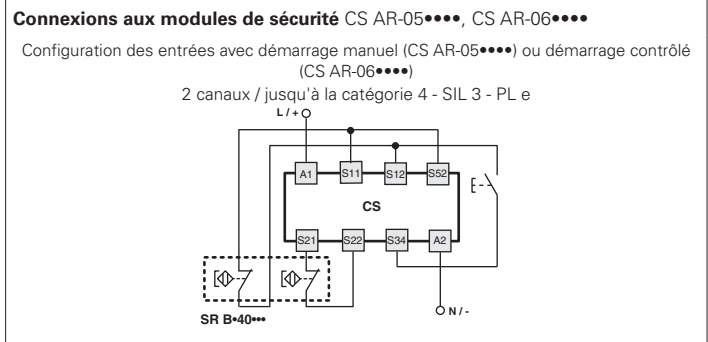 Connexions aux modules de sécurité CS AR-05••••, CS AR-06••••
Configuration des entrées avec démarrage manuel (CS AR-05••••) ou démarrage contrôlé
(CS AR-06••••)
2 canaux / jusqu'à la catégorie 4 - SIL 3 - PL e
L / +
A1 S11 S12 S52
CS
S21 S22 S34 A2
SR B•40•••
N / -